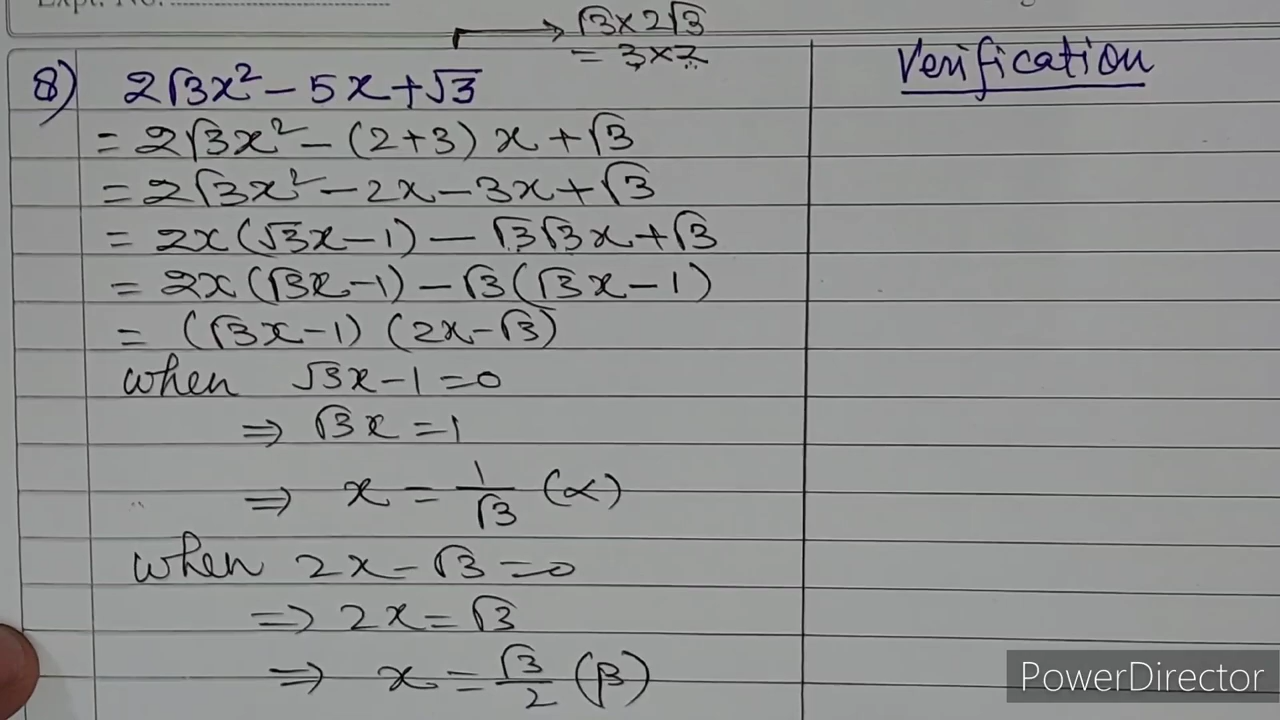 √3×2√3
= 3×2
Verification
8) 2√3x² – 5x + √3
= 2√3x² – (2+3) x + √3
= 2√3x² – 2x – 3x + √3
= 2x(√3x – 1) – √3√3x + √3
= 2x(√3x – 1) – √3(√3x – 1)
= (√3x – 1) (2x – √3)
when √3x – 1 = 0
⇒ √3x = 1
⇒ x = 1/√3 (α)
when 2x – √3 = 0
⇒ 2x = √3
⇒ x = √3/2 (β)
PowerDirector